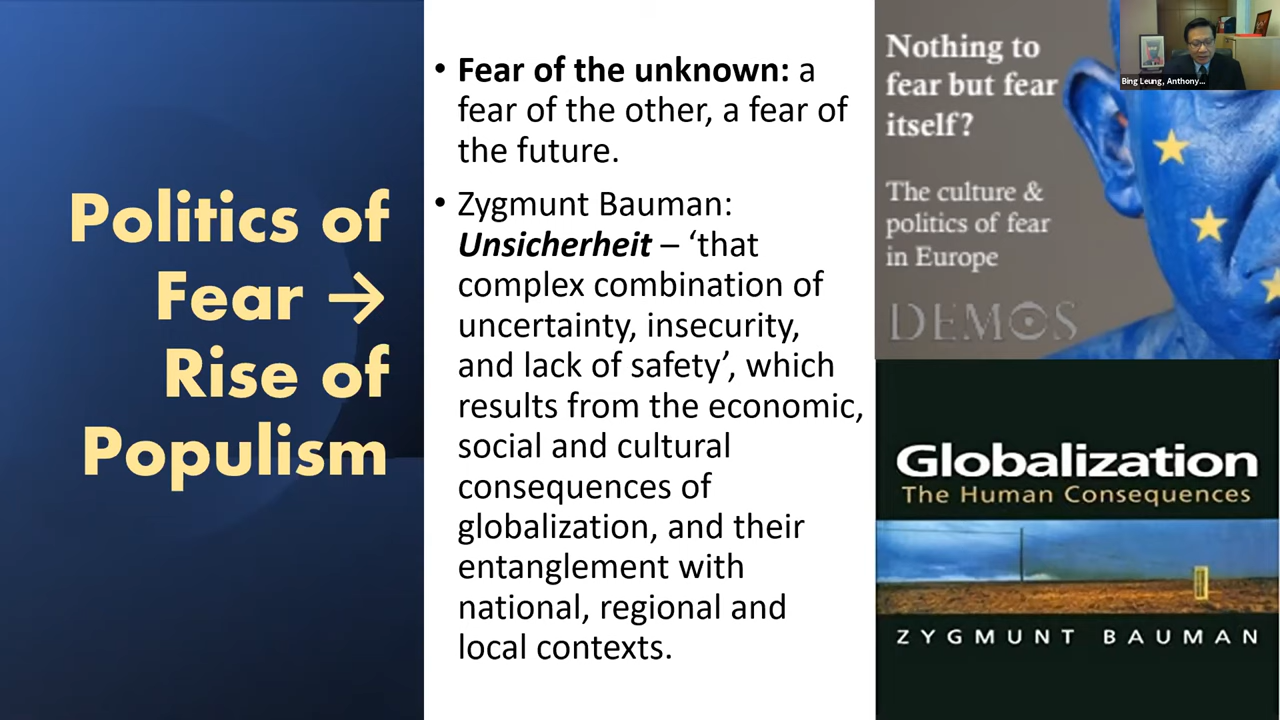 Politics of
Fear →
Rise of
Populism
• Fear of the unknown: a
fear of the other, a fear of
the future.
• Zygmunt Bauman:
Unsicherheit – ‘that
complex combination of
uncertainty, insecurity,
and lack of safety’, which
results from the economic,
social and cultural
consequences of
globalization, and their
entanglement with
national, regional and
local contexts.
Nothing to
fear but fear
itself?
The culture &
politics of fear
in Europe
DEMOS
Globalization
The Human Consequences
ZYGMUNT BAUMAN
Bing Leung, Anthony...